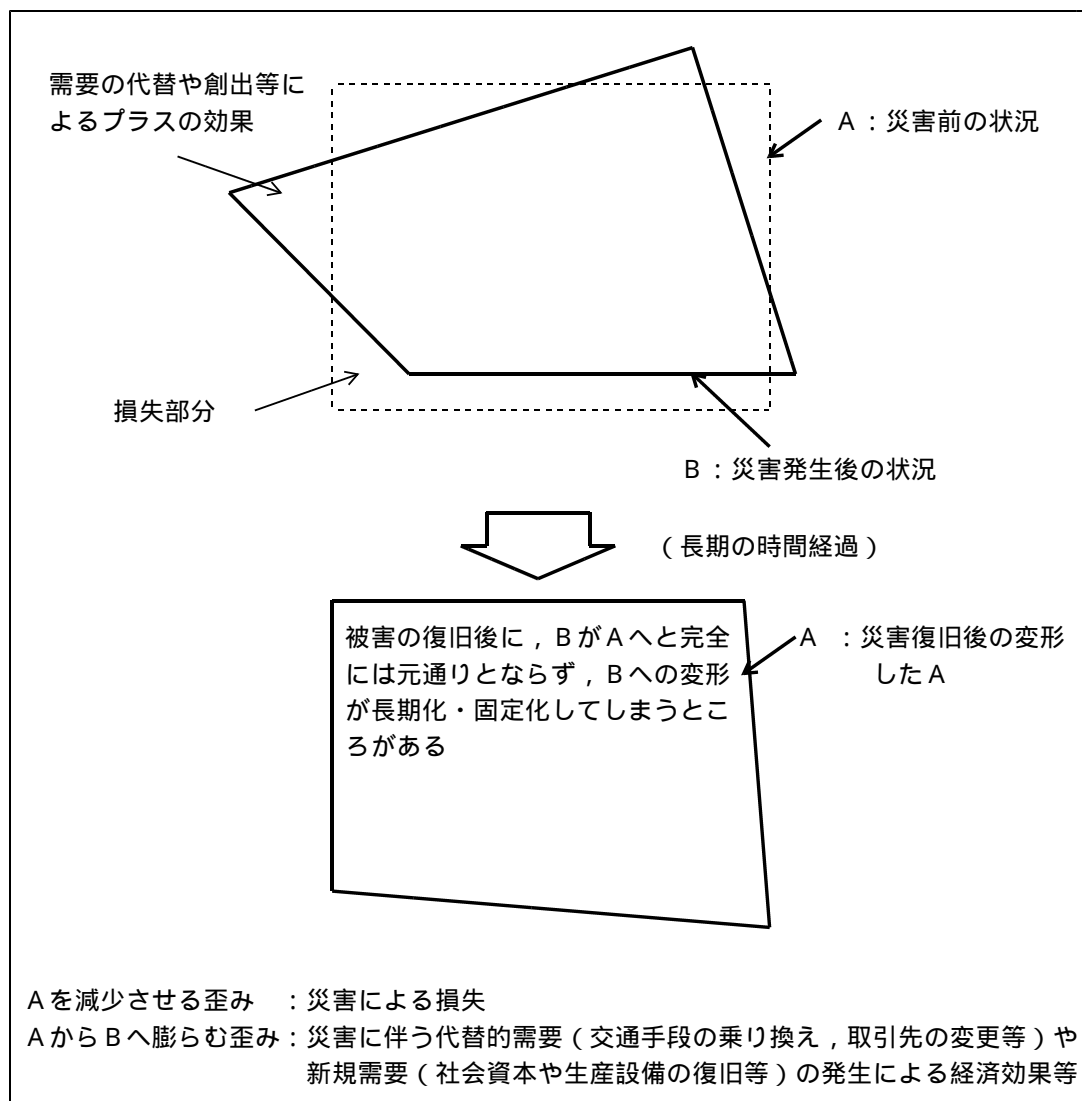 需要の代替や創出等に
よるプラスの効果
Ａ：災害前の状況
損失部分
Ｂ：災害発生後の状況
（長期の時間経過）
被害の復旧後に，ＢがＡへと完全
には元通りとならず，Ｂへの変形
が長期化・固定化してしまうとこ
ろがある
Ａ　：災害復旧後の変形
したＡ
Ａを減少させる歪み　：災害による損失
ＡからＢへ膨らむ歪み：災害に伴う代替的需要（交通手段の乗り換え，取引先の変更等）や
新規需要（社会資本や生産設備の復旧等）の発生による経済効果等